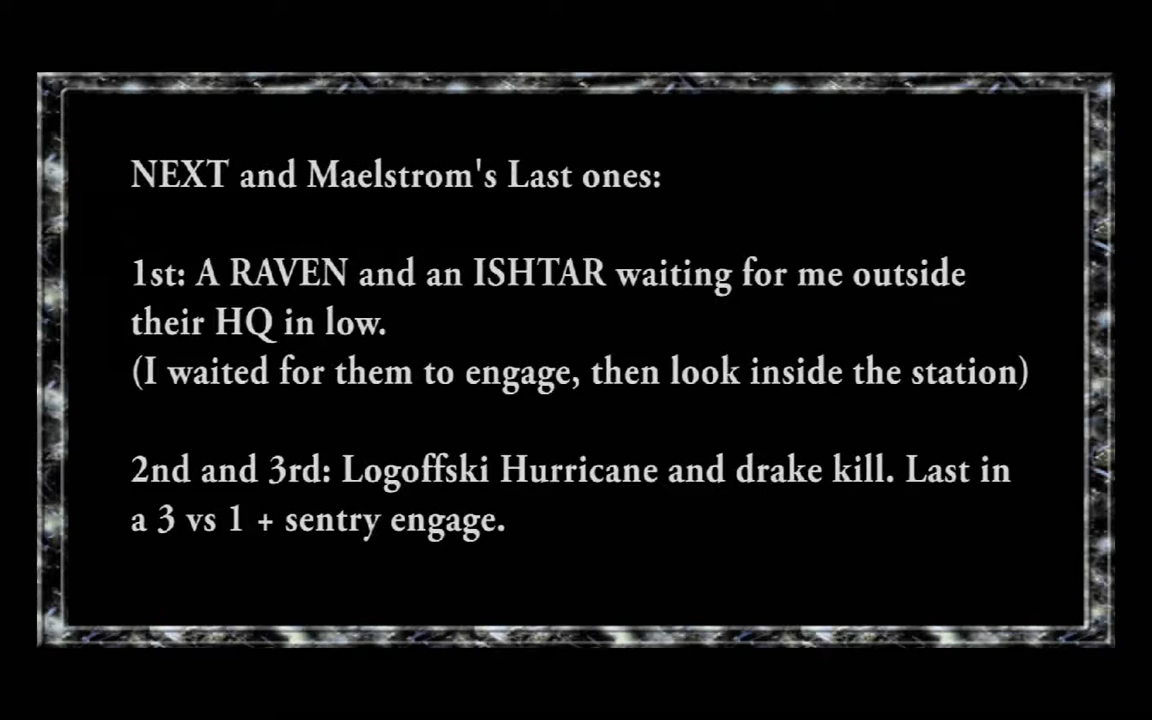 NEXT and Maelstrom's Last ones:
1st: A RAVEN and an ISHTAR waiting for me outside
their HQ in low.
(I waited for them to engage, then look inside the station)
2nd and 3rd: Logoffski Hurricane and drake kill. Last in
a 3 vs 1 + sentry engage.